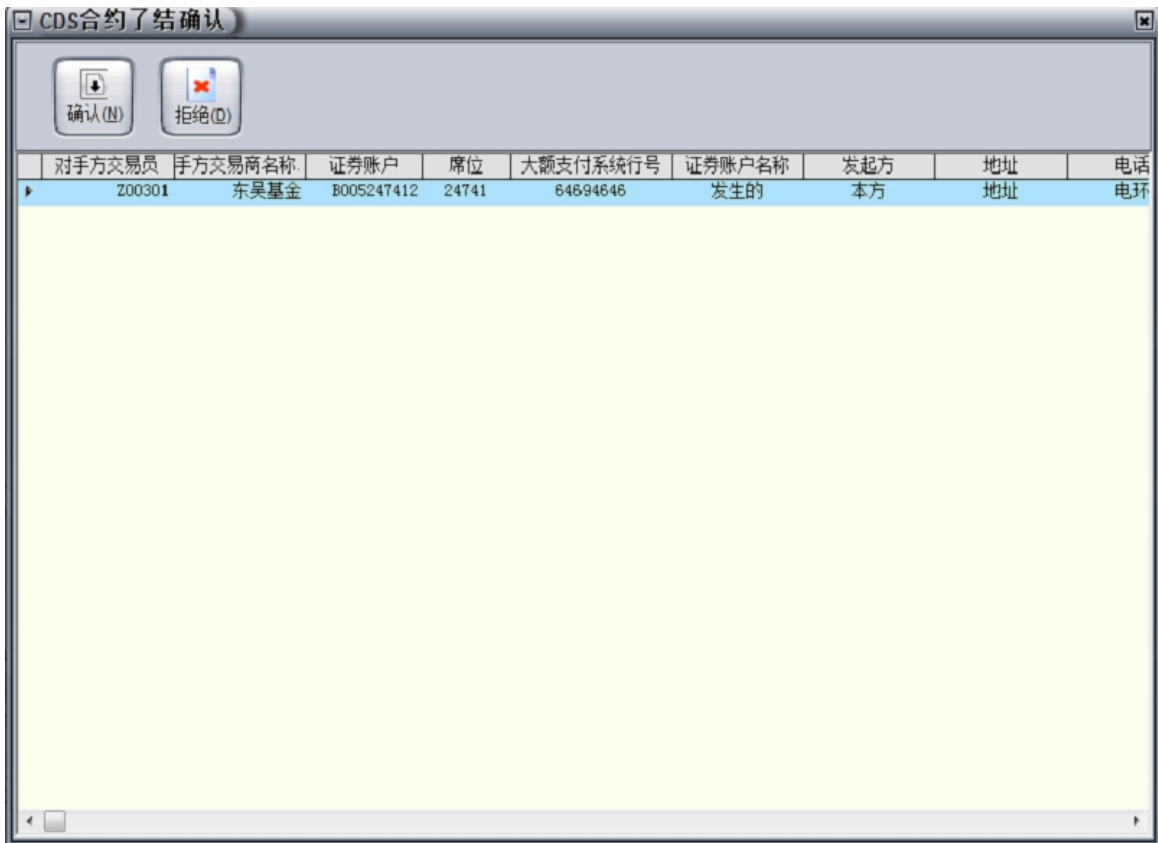 CDS合约了结确认
确认(N) 拒绝(D)
对手方交易员 手方交易商名称 证券账户 席位 大额支付系统行号 证券账户名称 发起方 地址 电话
Z00301 东吴基金 B005247412 24741 64694646 发生的 本方 地址 电环